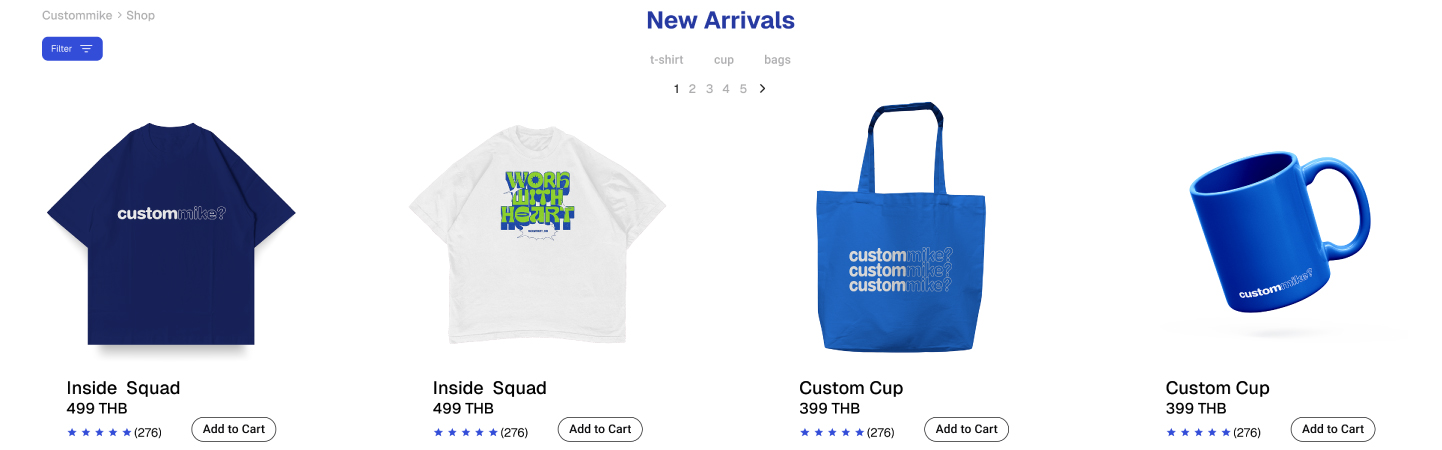 Custommike > Shop
New Arrivals
Filter
t-shirt cup bags
1 2 3 4 5 >
custommike?
WORK
WITH
HEART
custommike?
custommike?
custommike?
custommike?
Inside Squad
499 THB
(276)
Add to Cart
Inside Squad
499 THB
(276)
Add to Cart
Custom Cup
399 THB
(276)
Add to Cart
Custom Cup
399 THB
(276)
Add to Cart